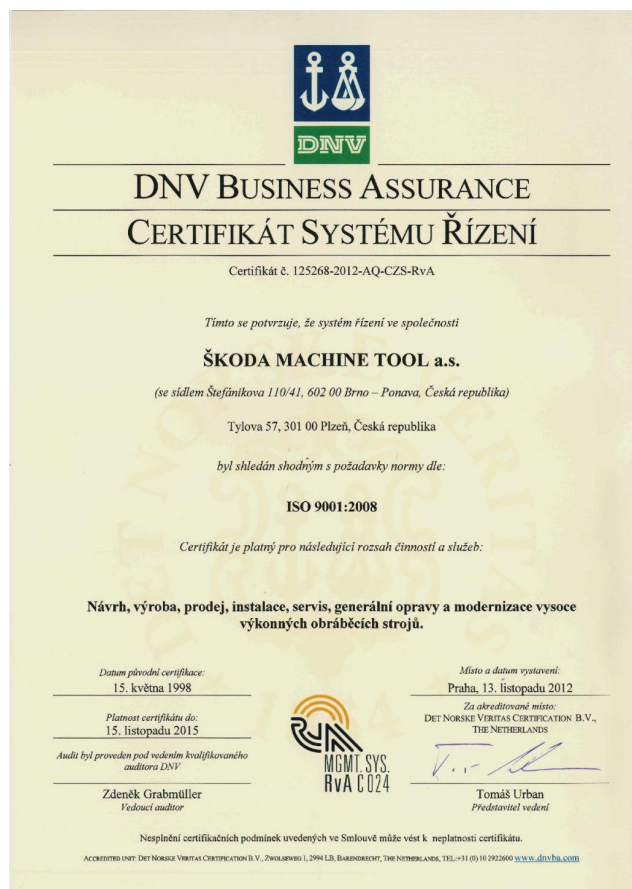 DNV
DNV BUSINESS ASSURANCE
CERTIFIKÁT SYSTÉMU ŘÍZENÍ
Certifikát č. 125268-2012-AQ-CZS-RvA
Tímto se potvrzuje, že systém řízení ve společnosti
ŠKODA MACHINE TOOL a.s.
(se sídlem Štefánikova 110/41, 602 00 Brno – Ponava, Česká republika)
Tylova 57, 301 00 Plzeň, Česká republika
byl shledán shodným s požadavky normy dle:
ISO 9001:2008
Certifikát je platný pro následující rozsah činností a služeb:
Návrh, výroba, prodej, instalace, servis, generální opravy a modernizace vysoce
výkonných obráběcích strojů.
Datum původní certifikace:
15. května 1998
Platnost certifikátu do:
15. listopadu 2015
Audit byl proveden pod vedením kvalifikovaného
auditora DNV
Zdeněk Grabmüller
Vedoucí auditor
RvA
MGMT. SYS.
RvA C 024
Místo a datum vystavení:
Praha, 13. listopadu 2012
Za akreditované místo:
DET NORSKE VERITAS CERTIFICATION B.V.,
THE NETHERLANDS
Tomáš Urban
Představitel vedení
Nesplnění certifikačních podmínek uvedených ve Smlouvě může vést k neplatnosti certifikátu.
ACCREDITED UNIT: DET NORSKE VERITAS CERTIFICATION B.V., ZWOLSEWEG 1, 2994 LB, BARENDRECHT, THE NETHERLANDS, TEL:+31 (0) 10 2922600 www.dnvba.com